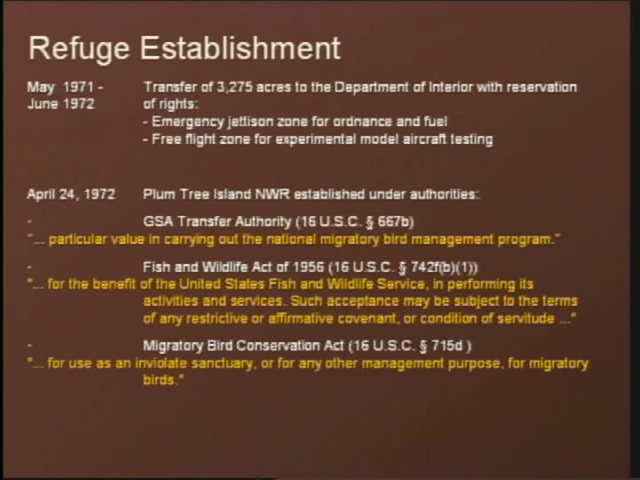 Refuge Establishment
May 1971 - Transfer of 3,275 acres to the Department of Interior with reservation
June 1972 of rights:
- Emergency jettison zone for ordnance and fuel
- Free flight zone for experimental model aircraft testing
April 24, 1972 Plum Tree Island NWR established under authorities:
- GSA Transfer Authority (16 U.S.C. § 667b)
"... particular value in carrying out the national migratory bird management program."
- Fish and Wildlife Act of 1956 (16 U.S.C. § 742f(b)(1))
"... for the benefit of the United States Fish and Wildlife Service, in performing its
activities and services. Such acceptance may be subject to the terms
of any restrictive or affirmative covenant, or condition of servitude ..."
- Migratory Bird Conservation Act (16 U.S.C. § 715d )
"... for use as an inviolate sanctuary, or for any other management purpose, for migratory
birds."